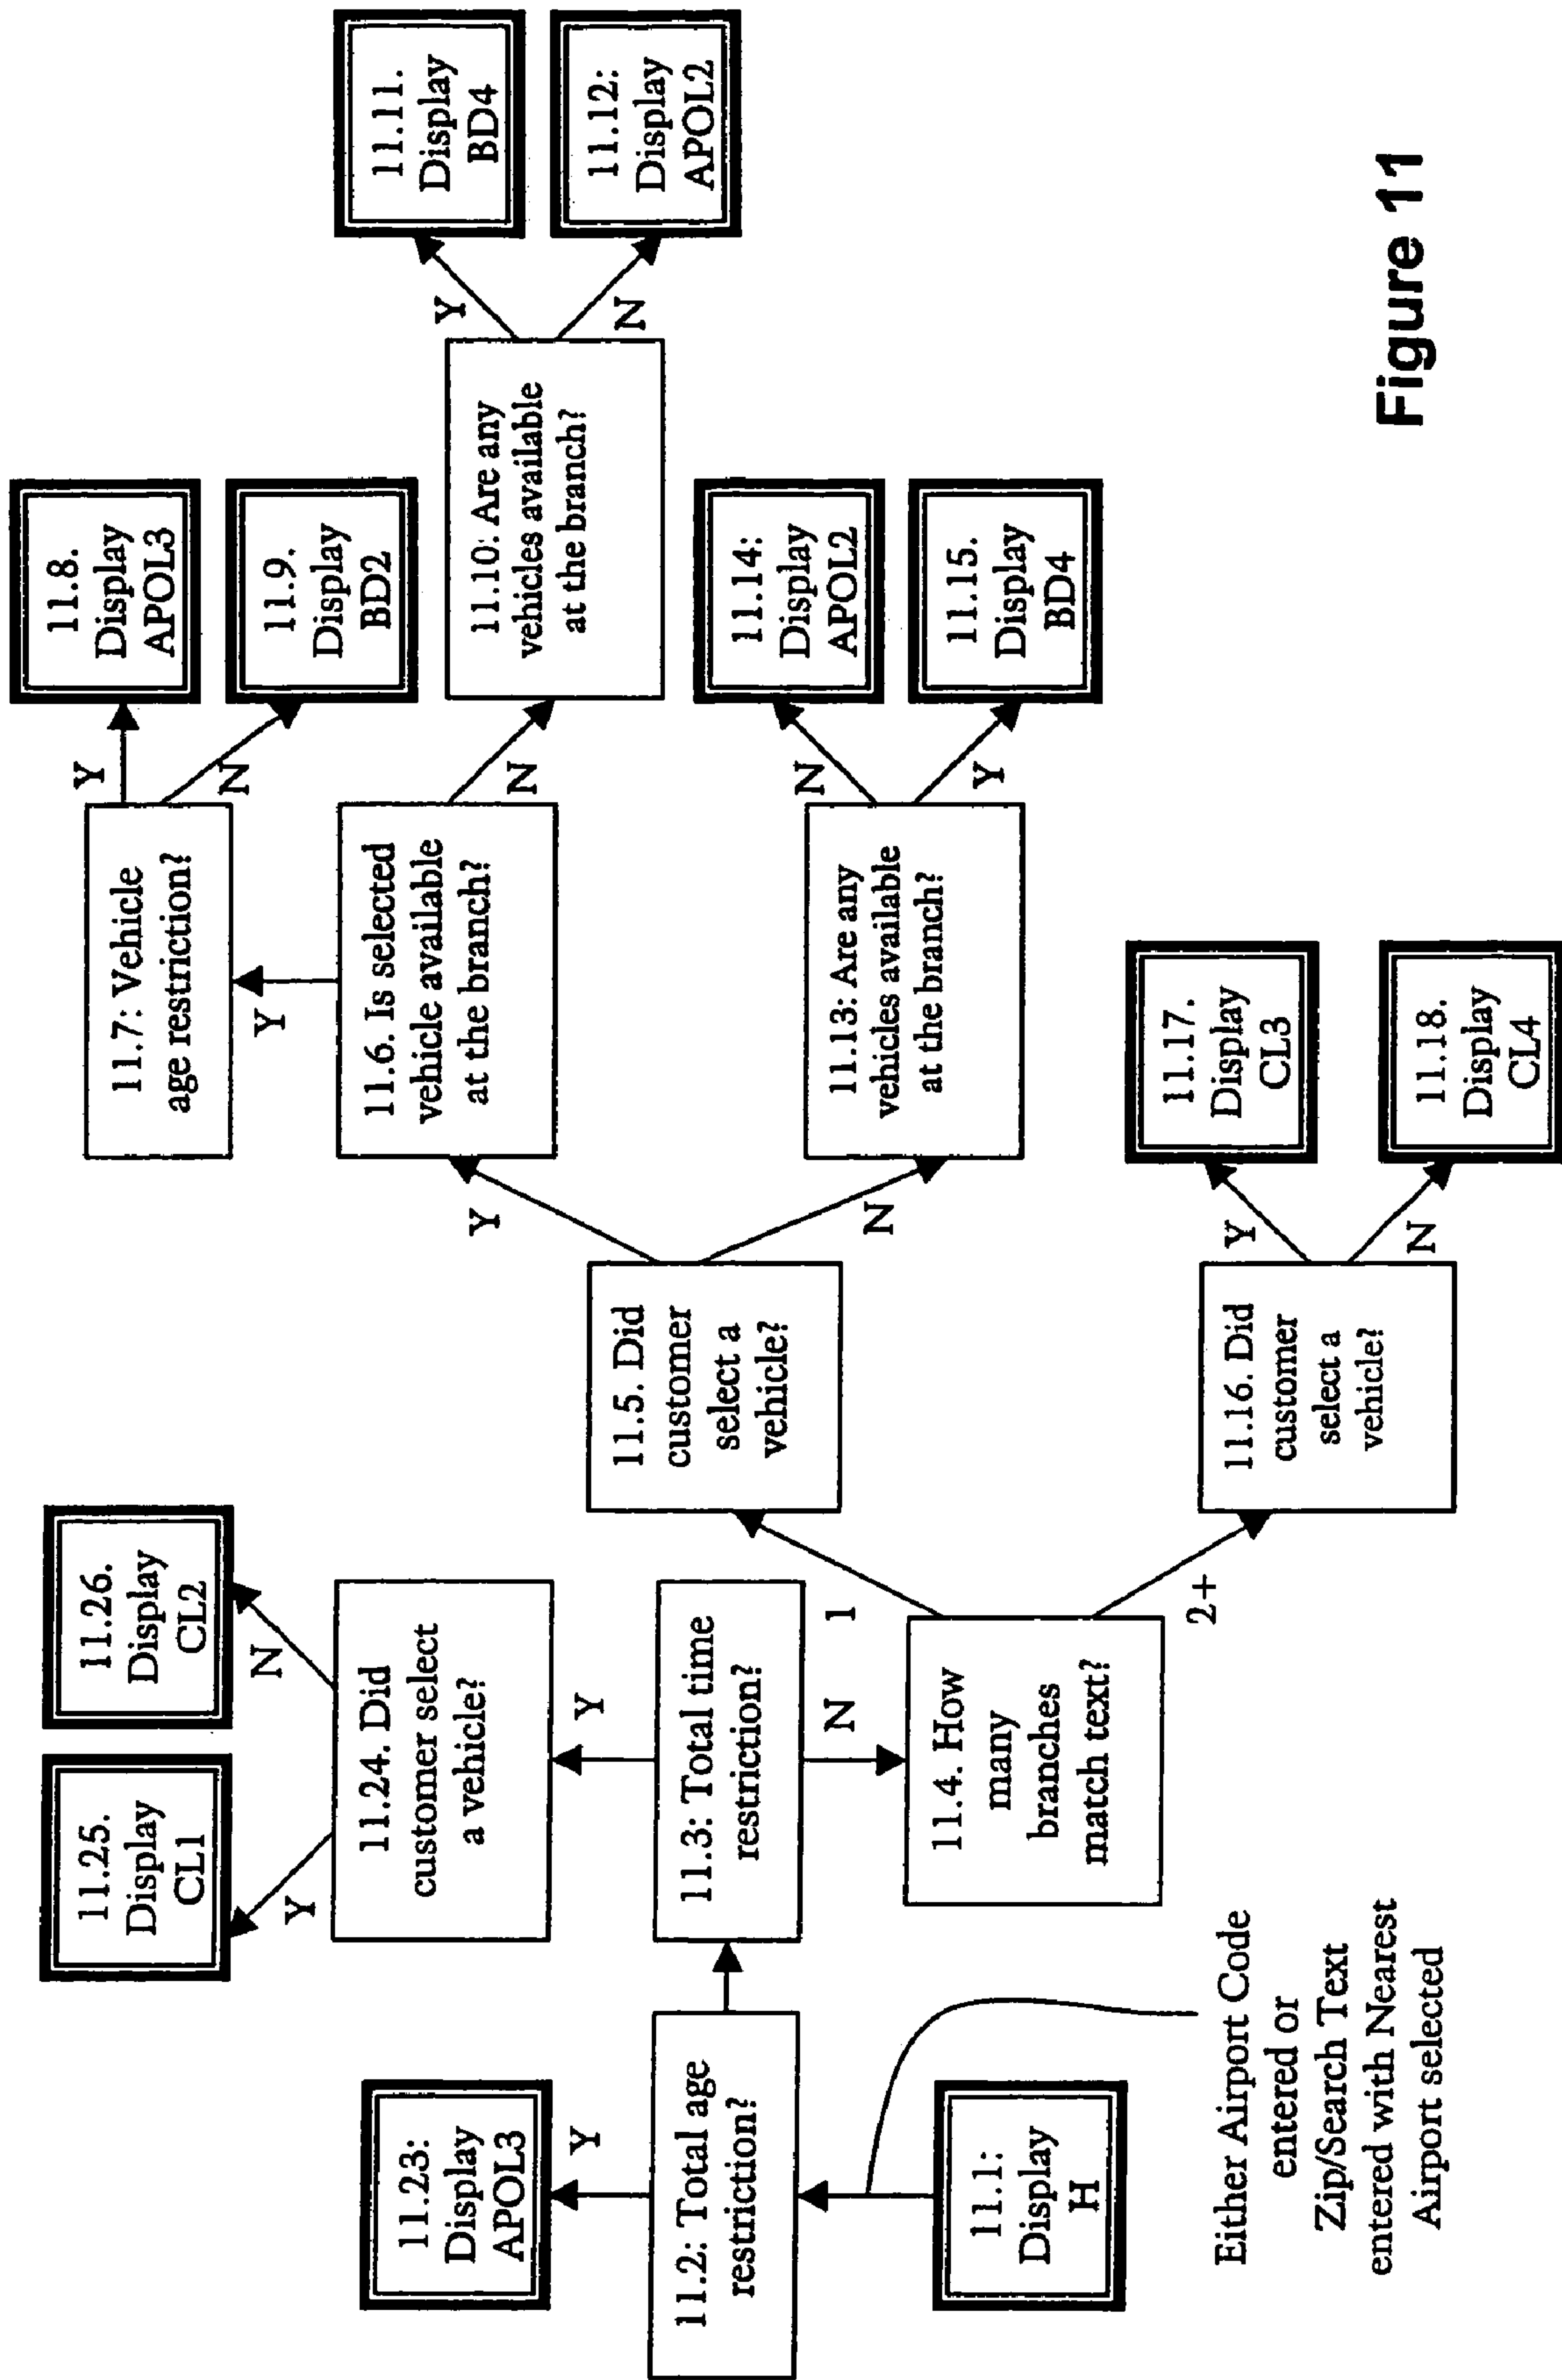 11.1:
Display
H
Either Airport Code
entered or
Zip/Search Text
entered with Nearest
Airport selected
11.2: Total age
restriction?
Y
11.23:
Display
APOL3
11.3: Total time
restriction?
Y
N
11.24. Did
customer select
a vehicle?
Y
N
11.25.
Display
CL1
11.26.
Display
CL2
11.4. How
many
branches
match text?
1
2+
11.5. Did
customer
select a
vehicle?
Y
N
11.6. Is selected
vehicle available
at the branch?
Y
N
11.7: Vehicle
age restriction?
Y
N
11.8.
Display
APOL3
11.9.
Display
BD2
11.10: Are any
vehicles available
at the branch?
Y
N
11.11.
Display
BD4
11.12:
Display
APOL2
11.13: Are any
vehicles available
at the branch?
N
Y
11.14:
Display
APOL2
11.15.
Display
BD4
11.16. Did
customer
select a
vehicle?
Y
N
11.17.
Display
CL3
11.18.
Display
CL4
Figure 11